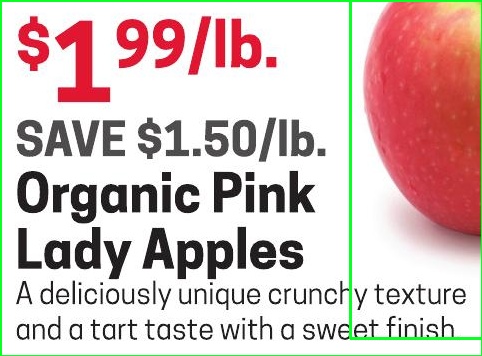 $1 99/lb.
SAVE $1.50/lb.
Organic Pink
Lady Apples
A deliciously unique crunchy texture
and a tart taste with a sweet finish